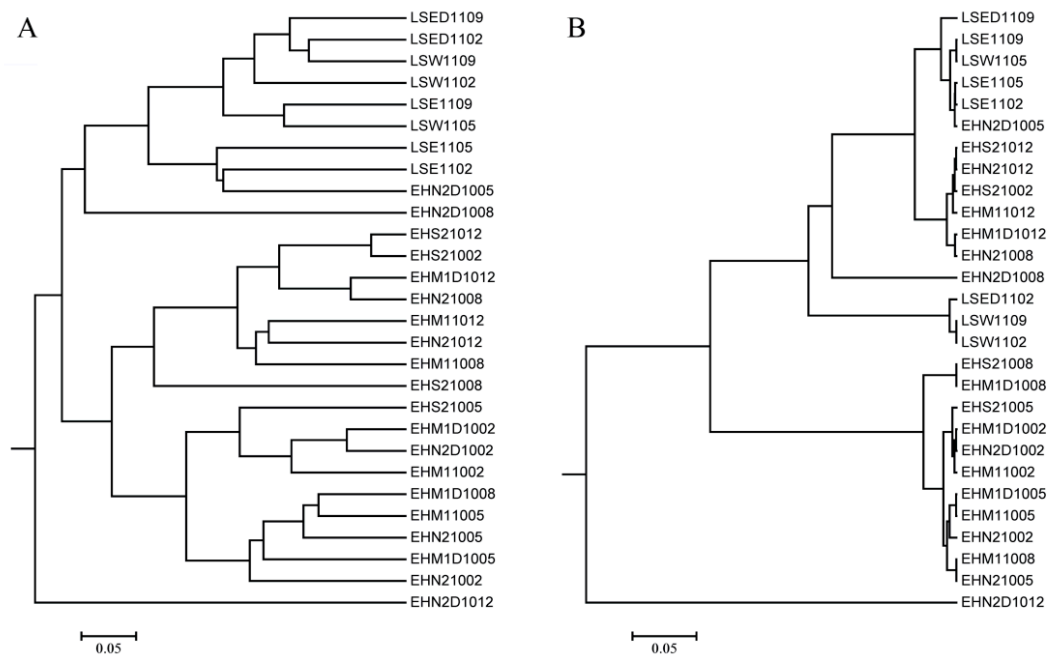 A
LSED1109
LSED1102
LSW1109
LSW1102
LSE1109
LSW1105
LSE1105
LSE1102
EHN2D1005
EHN2D1008
EHS21012
EHS21002
EHM1D1012
EHN21008
EHM11012
EHN21012
EHM11008
EHS21008
EHS21005
EHM1D1002
EHN2D1002
EHM11002
EHM1D1008
EHM11005
EHN21005
EHM1D1005
EHN21002
EHN2D1012
0.05
B
LSED1109
LSE1109
LSW1105
LSE1105
LSE1102
EHN2D1005
EHS21012
EHN21012
EHS21002
EHM11012
EHM1D1012
EHN21008
EHN2D1008
LSED1102
LSW1109
LSW1102
EHS21008
EHM1D1008
EHS21005
EHM1D1002
EHN2D1002
EHM11002
EHM1D1005
EHM11005
EHN21002
EHM11008
EHN21005
EHN2D1012
0.05